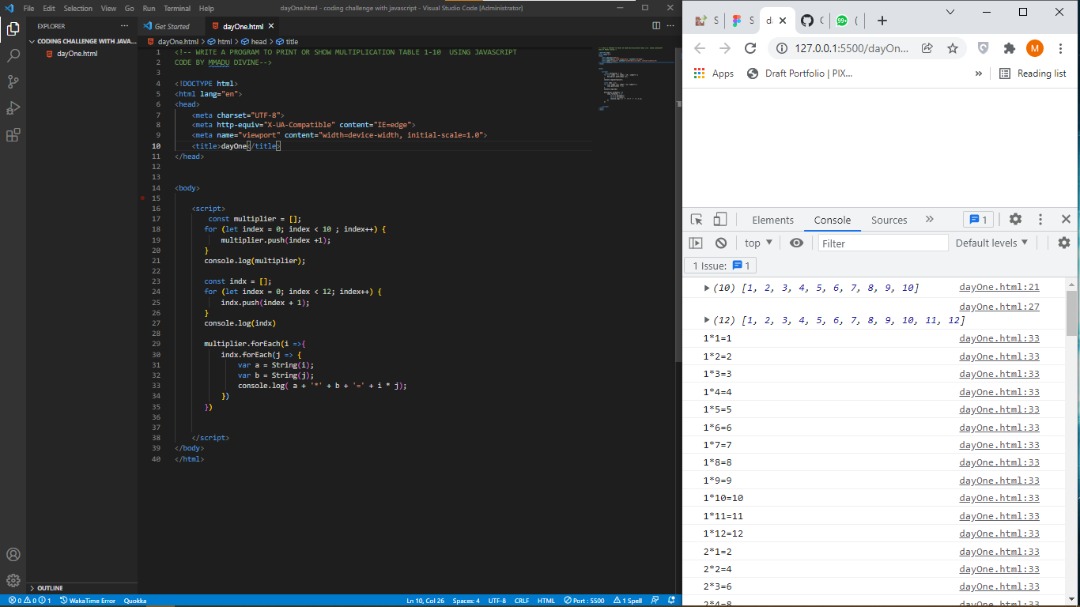 File Edit Selection View Go Run Terminal Help
dayOne.html - coding challenge with javascript - Visual Studio Code [Administrator]
EXPLORER
CODING CHALLENGE WITH JAVA...
dayOne.html
OUTLINE
Get Started
dayOne.html
dayOne.html > html > head > title
1 <!-- WRITE A PROGRAM TO PRINT OR SHOW MULTIPLICATION TABLE 1-10 USING JAVASCRIPT
2 CODE BY MMADU DIVINE-->
3
4 <!DOCTYPE html>
5 <html lang="en">
6 <head>
7 <meta charset="UTF-8">
8 <meta http-equiv="X-UA-Compatible" content="IE=edge">
9 <meta name="viewport" content="width=device-width, initial-scale=1.0">
10 <title>dayOne</title>
11 </head>
12
13
14 <body>
15
16 <script>
17 const multiplier = [];
18 for (let index = 0; index < 10 ; index++) {
19 multiplier.push(index +1);
20 }
21 console.log(multiplier);
22
23 const indx = [];
24 for (let index = 0; index < 12; index++) {
25 indx.push(index + 1);
26 }
27 console.log(indx)
28
29 multiplier.forEach(i =>{
30 indx.forEach(j => {
31 var a = String(i);
32 var b = String(j);
33 console.log( a + '*' + b + '=' + i * j);
34 })
35 })
36
37
38 </script>
39 </body>
40 </html>
0 0 1 WakaTime Error Quokka
Ln 10, Col 26 Spaces: 4 UTF-8 CRLF HTML Port : 5500 1 Spell
S S d
127.0.0.1:5500/dayOn...
M
Apps Draft Portfolio | PIX... » Reading list
Elements Console Sources » 1
top Filter Default levels
1 Issue: 1
(10) [1, 2, 3, 4, 5, 6, 7, 8, 9, 10] dayOne.html:21
dayOne.html:27
(12) [1, 2, 3, 4, 5, 6, 7, 8, 9, 10, 11, 12]
1*1=1 dayOne.html:33
1*2=2 dayOne.html:33
1*3=3 dayOne.html:33
1*4=4 dayOne.html:33
1*5=5 dayOne.html:33
1*6=6 dayOne.html:33
1*7=7 dayOne.html:33
1*8=8 dayOne.html:33
1*9=9 dayOne.html:33
1*10=10 dayOne.html:33
1*11=11 dayOne.html:33
1*12=12 dayOne.html:33
2*1=2 dayOne.html:33
2*2=4 dayOne.html:33
2*3=6 dayOne.html:33
2*4=8 dayOne.html:33